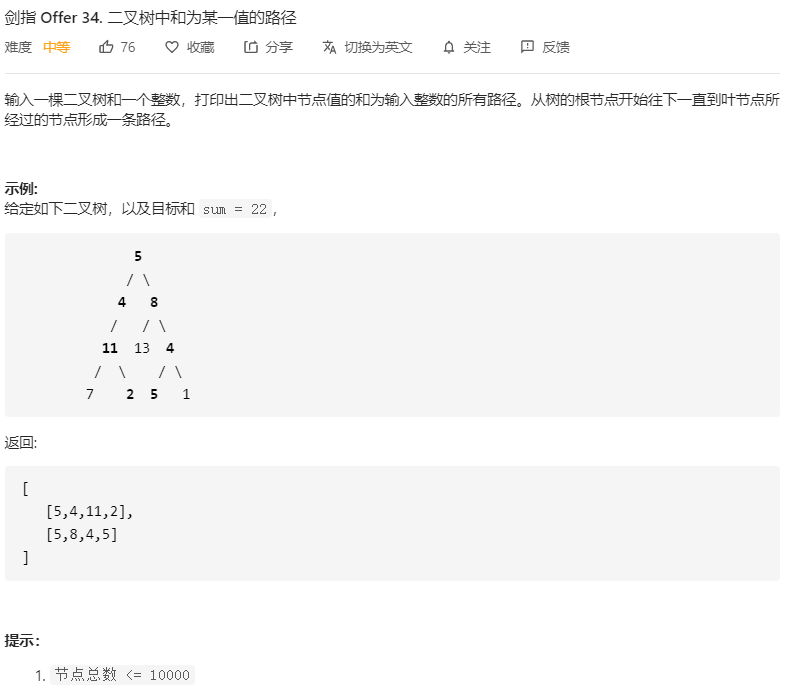 剑指 Offer 34. 二叉树中和为某一值的路径
难度 中等 76 收藏 分享 切换为英文 关注 反馈
输入一棵二叉树和一个整数，打印出二叉树中节点值的和为输入整数的所有路径。从树的根节点开始往下一直到叶节点所
经过的节点形成一条路径。
示例:
给定如下二叉树，以及目标和 sum = 22 ，
5
/ \
4 8
/ / \
11 13 4
/ \ / \
7 2 5 1
返回:
[
[5,4,11,2],
[5,8,4,5]
]
提示：
1. 节点总数 <= 10000